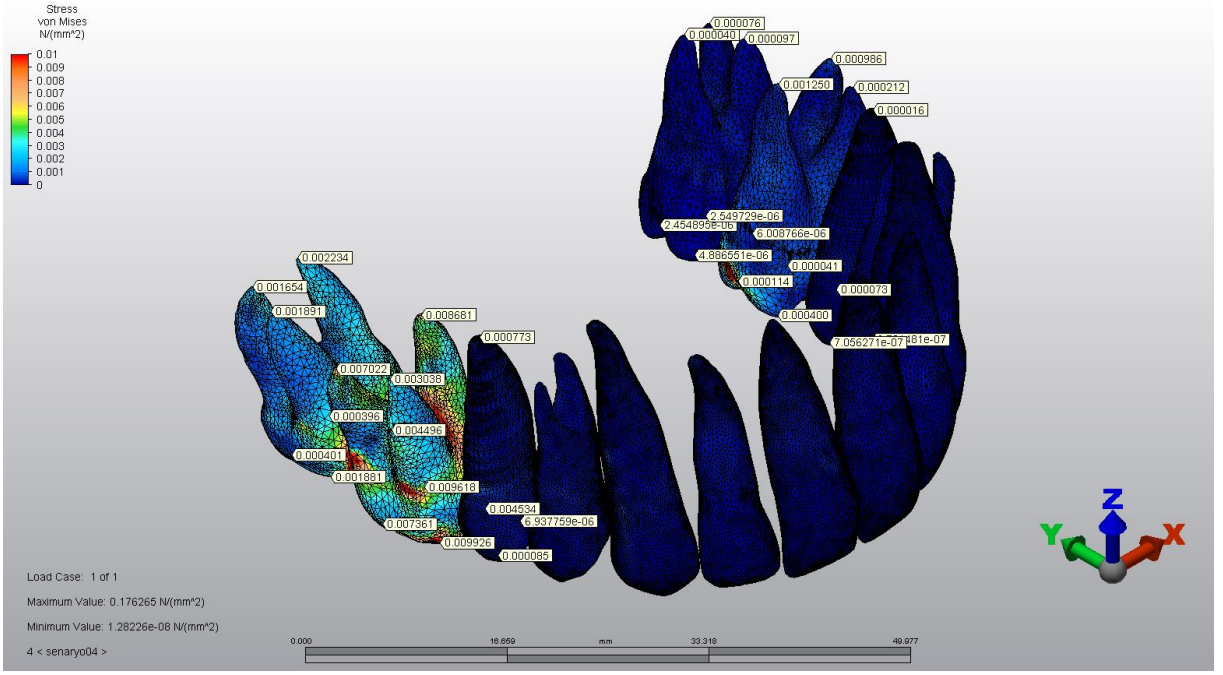 Stress
von Mises
N/(mm^2)
0.01
0.009
0.008
0.007
0.006
0.005
0.004
0.003
0.002
0.001
0
0.000076
0.000040
0.000097
0.000986
0.001250
0.000212
0.000016
2.549729e-06
2.454895e-06
6.008766e-06
4.886551e-06
0.000041
0.000114
0.000073
0.000400
7.056271e-07
481e-07
0.002234
0.001654
0.001891
0.008681
0.000773
0.007022
0.003038
0.000396
0.004496
0.000401
0.001881
0.009618
0.004534
0.007361
6.937759e-06
0.009926
0.000085
Z
Y
X
Load Case: 1 of 1
Maximum Value: 0.176265 N/(mm^2)
Minimum Value: 1.28226e-08 N/(mm^2)
4 < senaryo04 >
0.000 16.659 mm 33.318 49.977